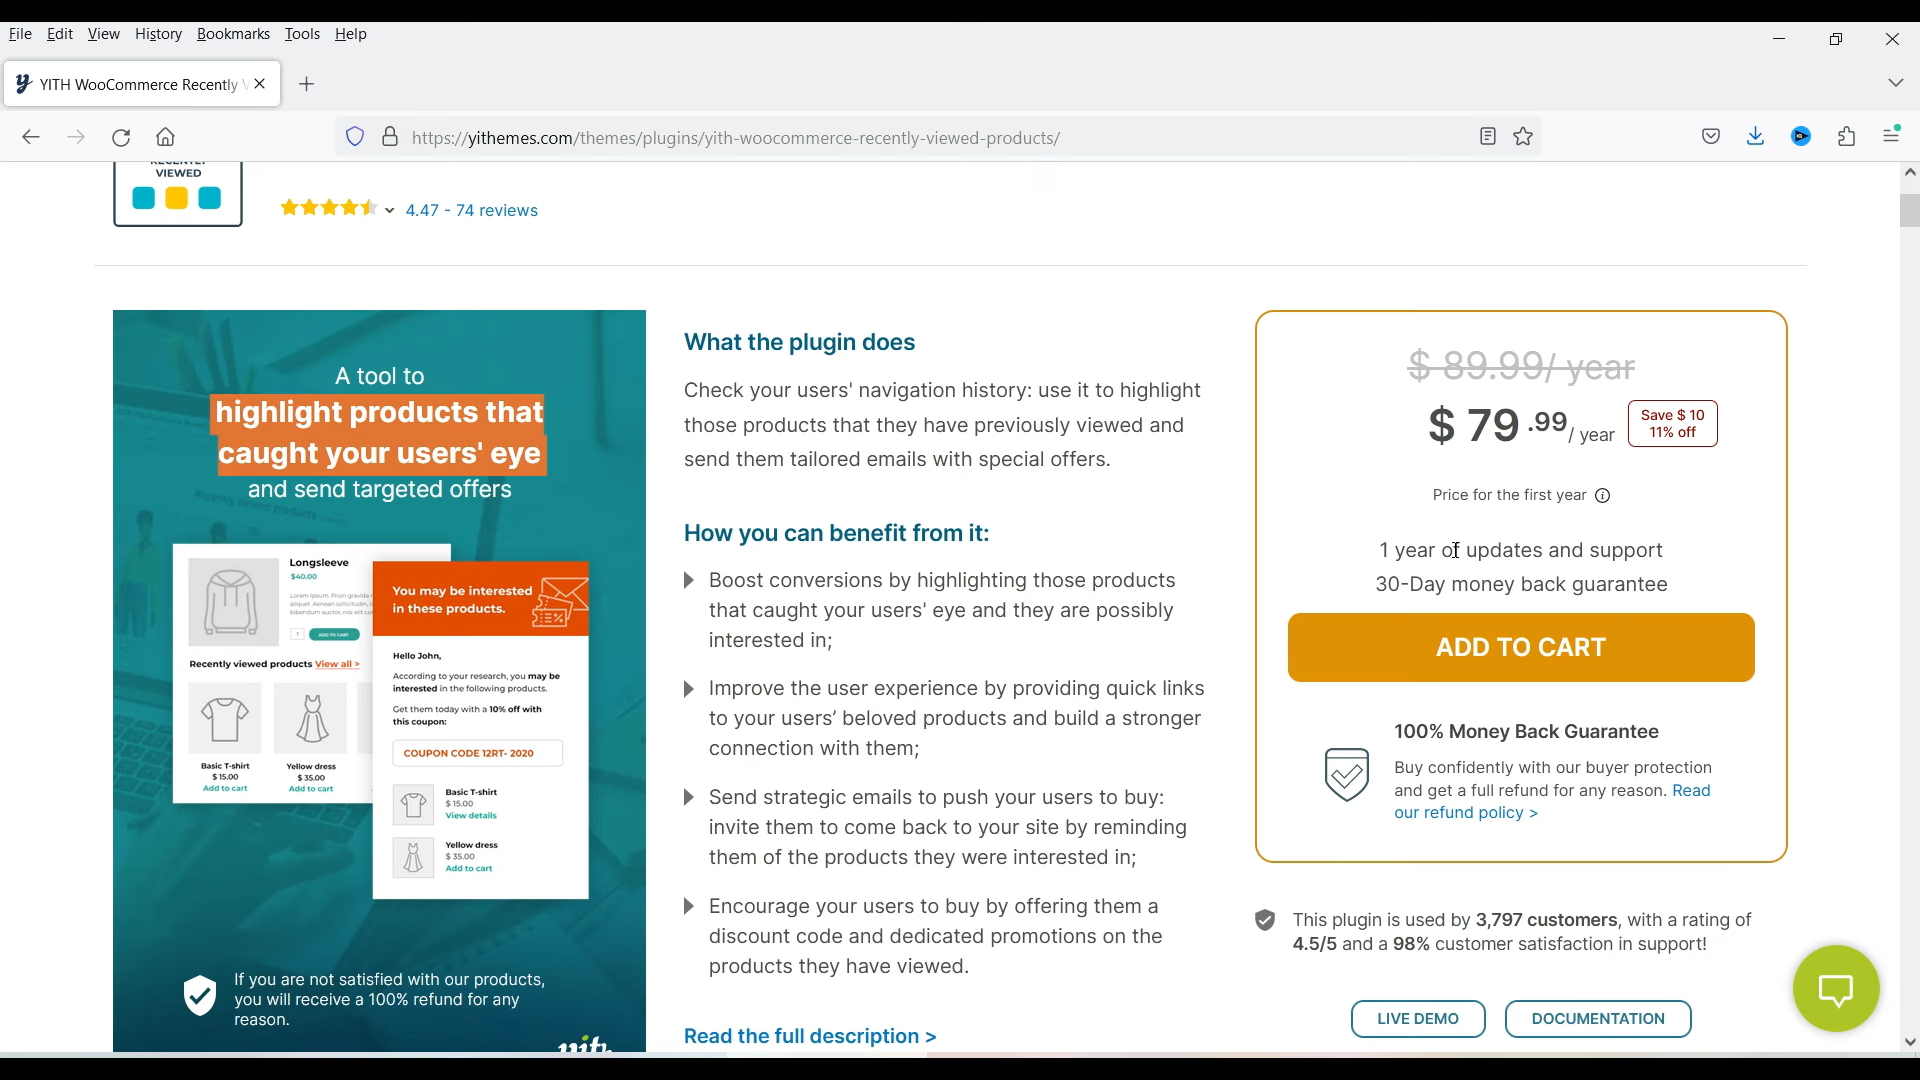 File Edit View History Bookmarks Tools Help
YITH WooCommerce Recently V
https://yithemes.com/themes/plugins/yith-woocommerce-recently-viewed-products/
RECENTLY
VIEWED
4.47 - 74 reviews
A tool to
highlight products that
caught your users' eye
and send targeted offers
Recently viewed products
Longsleeve
$40.00
1 ADD TO CART
Recently viewed products View all >
Basic T-shirt
$ 15.00
Add to cart
Yellow dress
$ 35.00
Add to cart
You may be interested
in these products.
Hello John,
According to your research, you may be
interested in the following products.
Get them today with a 10% off with
this coupon:
COUPON CODE 12RT- 2020
Basic T-shirt
$ 15.00
View details
Yellow dress
$ 35.00
Add to cart
If you are not satisfied with our products,
you will receive a 100% refund for any
reason.
yith
What the plugin does
Check your users' navigation history: use it to highlight
those products that they have previously viewed and
send them tailored emails with special offers.
How you can benefit from it:
Boost conversions by highlighting those products
that caught your users' eye and they are possibly
interested in;
Improve the user experience by providing quick links
to your users’ beloved products and build a stronger
connection with them;
Send strategic emails to push your users to buy:
invite them to come back to your site by reminding
them of the products they were interested in;
Encourage your users to buy by offering them a
discount code and dedicated promotions on the
products they have viewed.
Read the full description >
$ 89.99/ year
$ 79 .99 / year
Save $ 10
11% off
Price for the first year
1 year of updates and support
30-Day money back guarantee
ADD TO CART
100% Money Back Guarantee
Buy confidently with our buyer protection
and get a full refund for any reason. Read
our refund policy >
This plugin is used by 3,797 customers, with a rating of
4.5/5 and a 98% customer satisfaction in support!
LIVE DEMO DOCUMENTATION